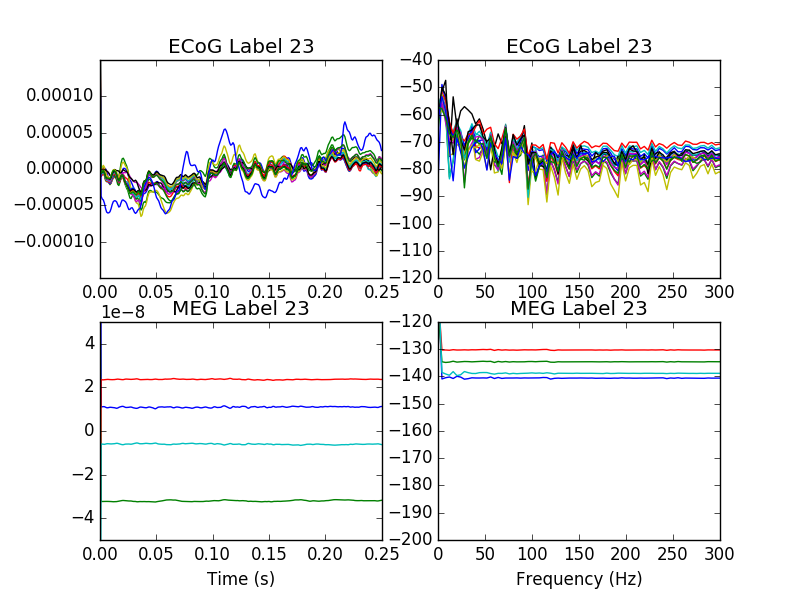 ECoG Label 23
0.00010
0.00005
0.00000
−0.00005
−0.00010
0.00 0.05 0.10 0.15 0.20 0.25
ECoG Label 23
−40
−50
−60
−70
−80
−90
−100
−110
−120
0 50 100 150 200 250 300
MEG Label 23
1e−8
4
2
0
−2
−4
0.00 0.05 0.10 0.15 0.20 0.25
Time (s)
MEG Label 23
−120
−130
−140
−150
−160
−170
−180
−190
−200
0 50 100 150 200 250 300
Frequency (Hz)